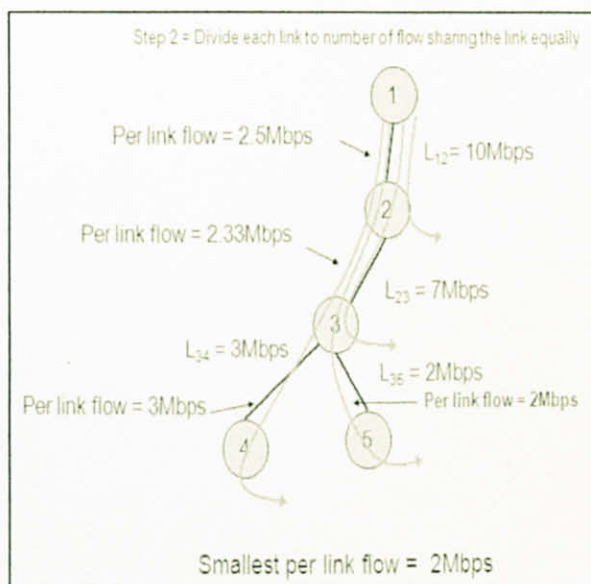 Step 2 = Divide each link to number of flow sharing the link equally
1
Per link flow = 2.5Mbps
L12= 10Mbps
2
Per link flow = 2.33Mbps
L23 = 7Mbps
3
L34 = 3Mbps
L35 = 2Mbps
Per link flow = 3Mbps
Per link flow = 2Mbps
4
5
Smallest per link flow = 2Mbps